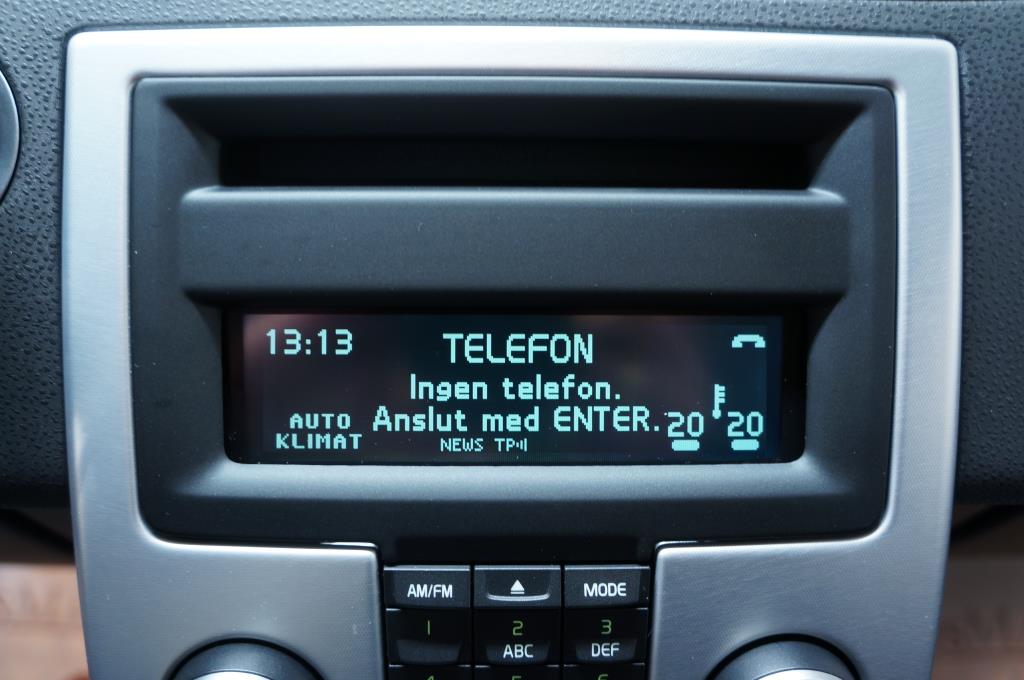 13:13 TELEFON
Ingen telefon.
AUTO Anslut med ENTER. 20 20
KLIMAT NEWS TP
AM/FM MODE
1 2 3
ABC DEF